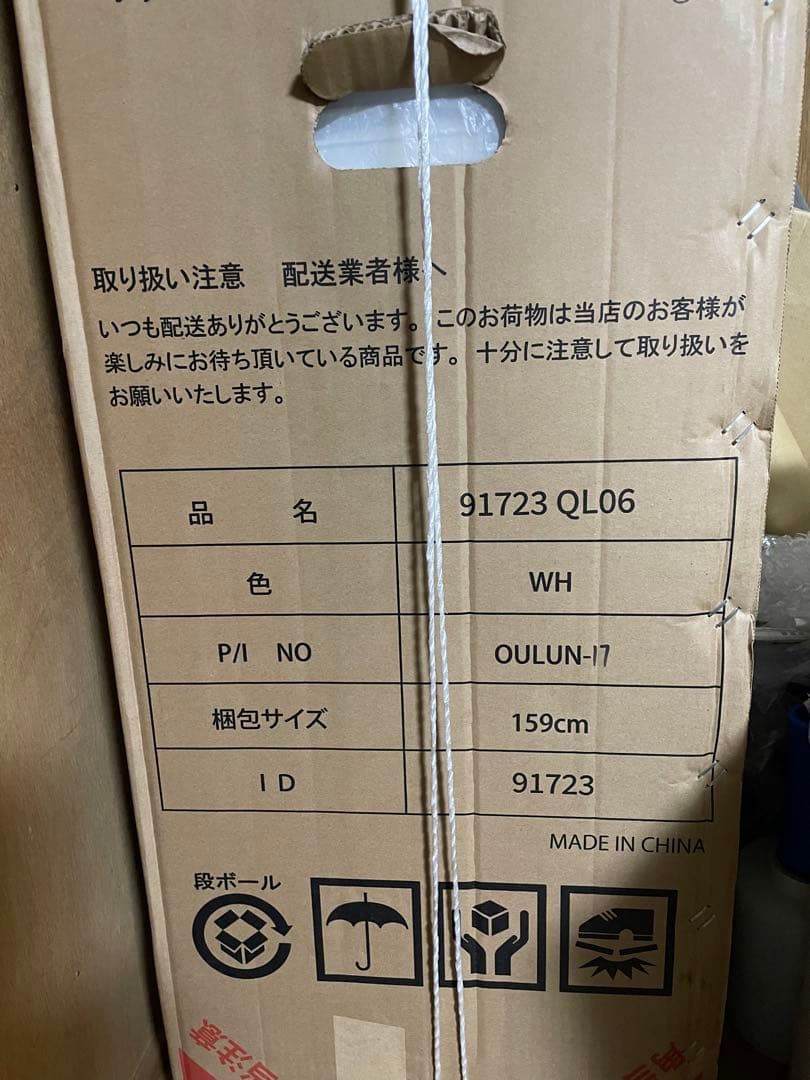 取り扱い注意 配送業者様へ
いつも配送ありがとうございます。このお荷物は当店のお客様が
楽しみにお待ち頂いている商品です。十分に注意して取り扱いを
お願いいたします。
品 名 91723 QL06
色 WH
P/I NO OULUN-17
梱包サイズ 159cm
I D 91723
MADE IN CHINA
段ボール
注意